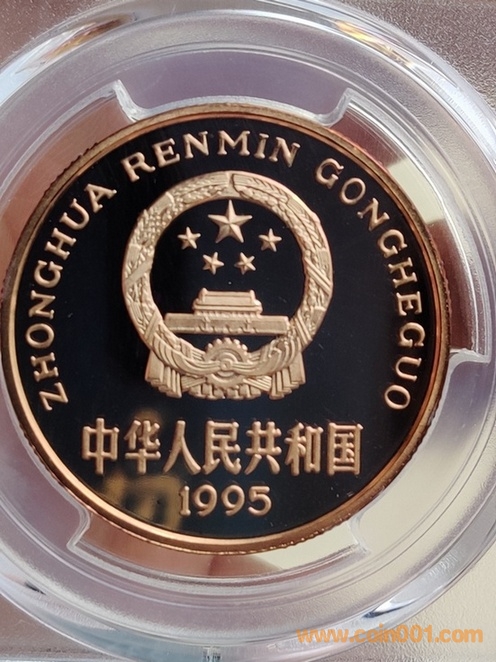 ZHONGHUA RENMIN GONGHEGUO
中华人民共和国
1995
www.coin001.com